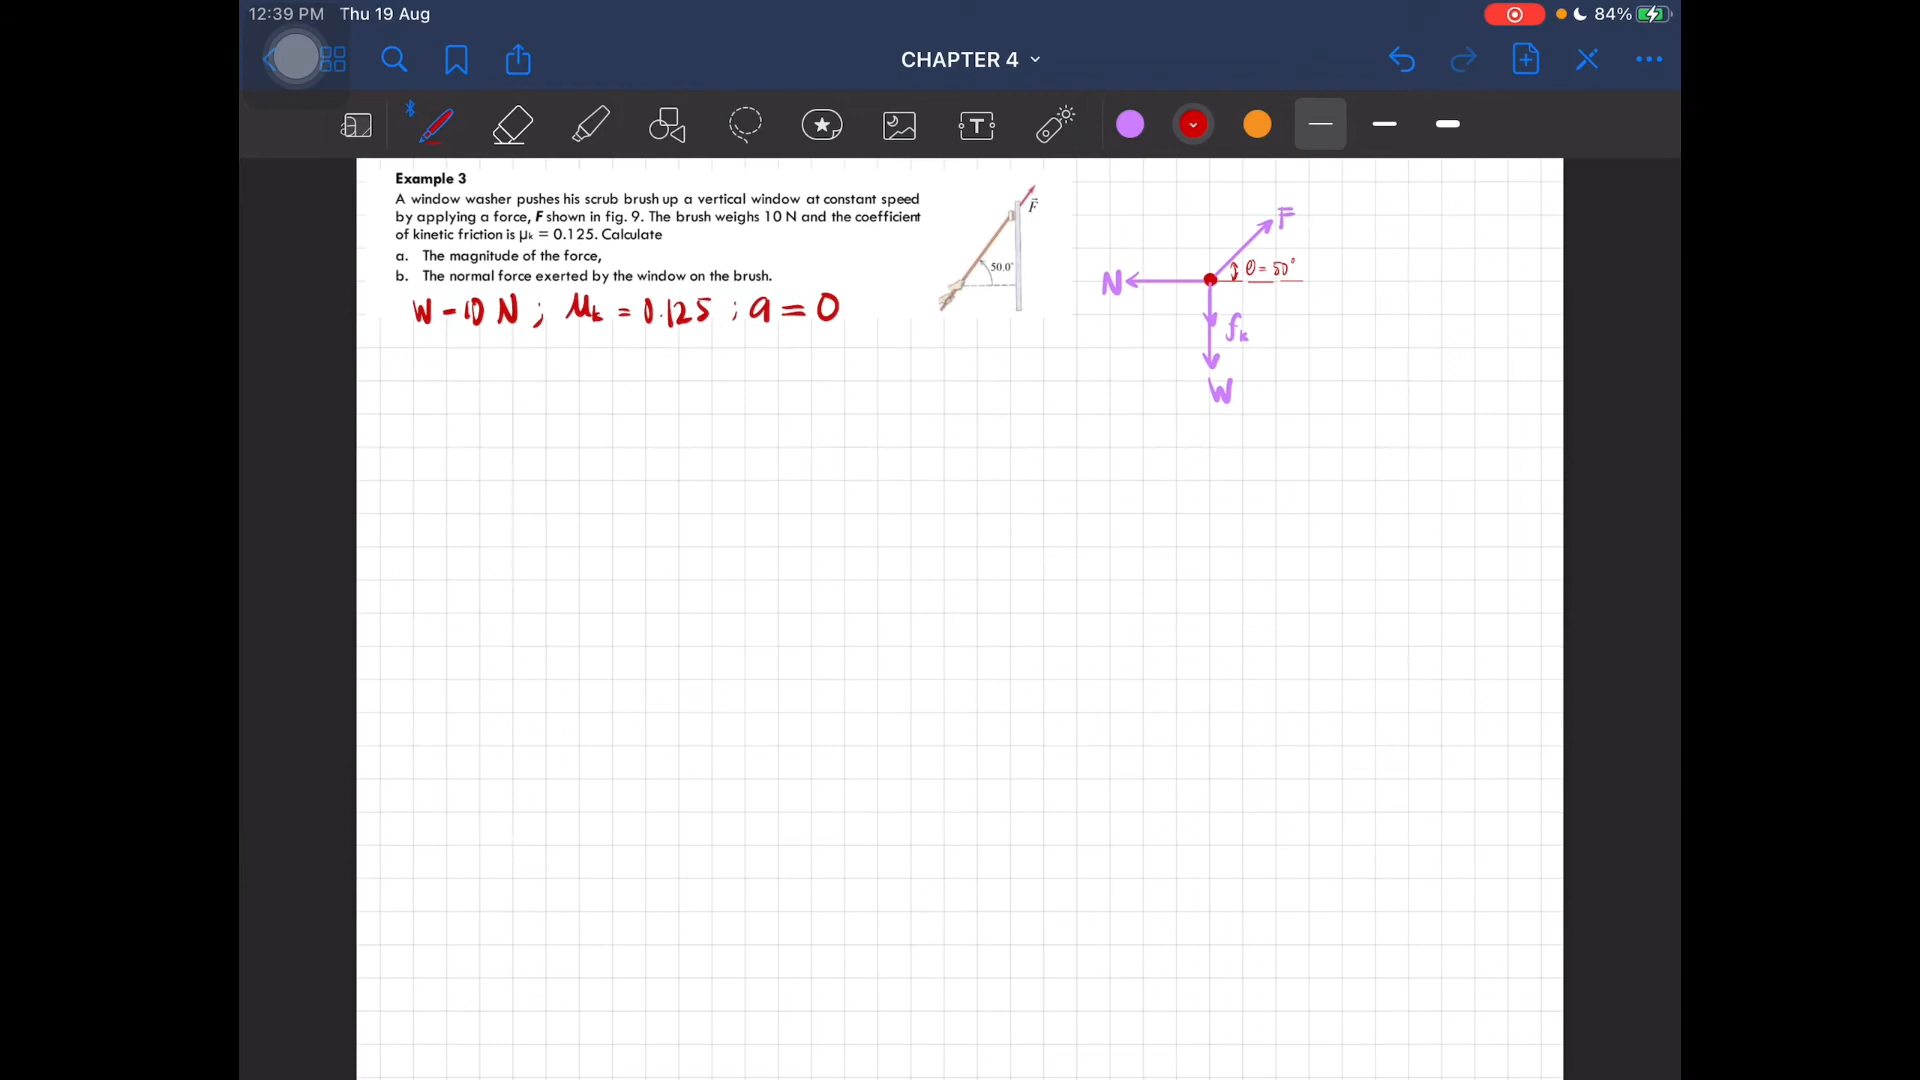 12:39 PM Thu 19 Aug
84%
CHAPTER 4
Example 3
A window washer pushes his scrub brush up a vertical window at constant speed
by applying a force, F shown in fig. 9. The brush weighs 10 N and the coefficient
of kinetic friction is μk = 0.125. Calculate
a. The magnitude of the force,
b. The normal force exerted by the window on the brush.
W - 10 N ; μk = 0.125 ; a = 0
F
50.0°
F
N
θ = 50°
fk
W